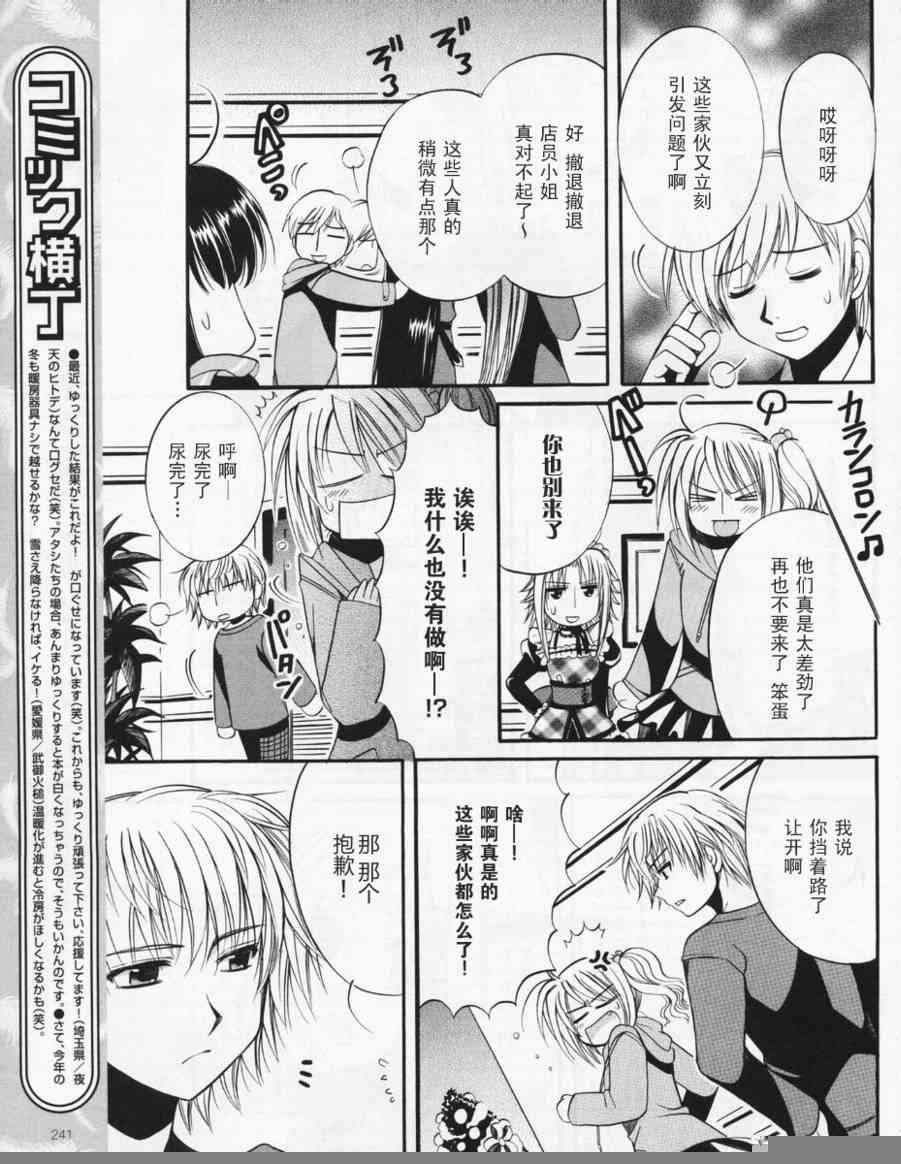 哎呀呀呀
这些家伙又立刻
引发问题了啊
好 撤退撤退
店员小姐
真对不起了～
这些人真的
稍微有点那个
ぞろ
ぞろ
ペこっ
カランコロン♪
他们真是太差劲了
再也不要来了 笨蛋
べーっ
你也别来了
诶诶—！
我什么也没有做啊—!?
呼啊—
尿完了
尿完了…
パタン
我说
你挡着路了
让开啊
啥—！
啊啊真是的
这些家伙都怎么了！
那 那个
抱歉！
コミック横丁
●最近、ゆっくりした結果がこれだよ！ が口ぐせになっています(笑)。これからも、ゆっくり頑張って下さい、応援してます！(埼玉県／夜
天のヒトデ)なんて口グセだ(笑)。アタシたちの場合、あんまりゆっくりすると本が白くなっちゃうので、そうもいかんのです。●さて、今年の
冬も暖房器具ナシで越せるかな？ 雪さえ降らなければ、イケる！(愛媛県／武御火槌)温暖化が進むと冷房がほしくなるかも(笑)。
241